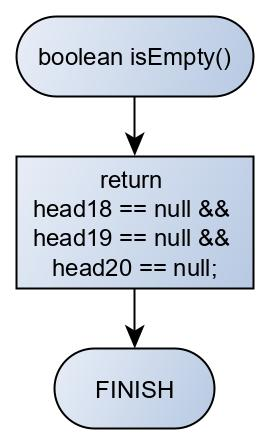 boolean isEmpty()
return
head18 == null &&
head19 == null &&
head20 == null;
FINISH